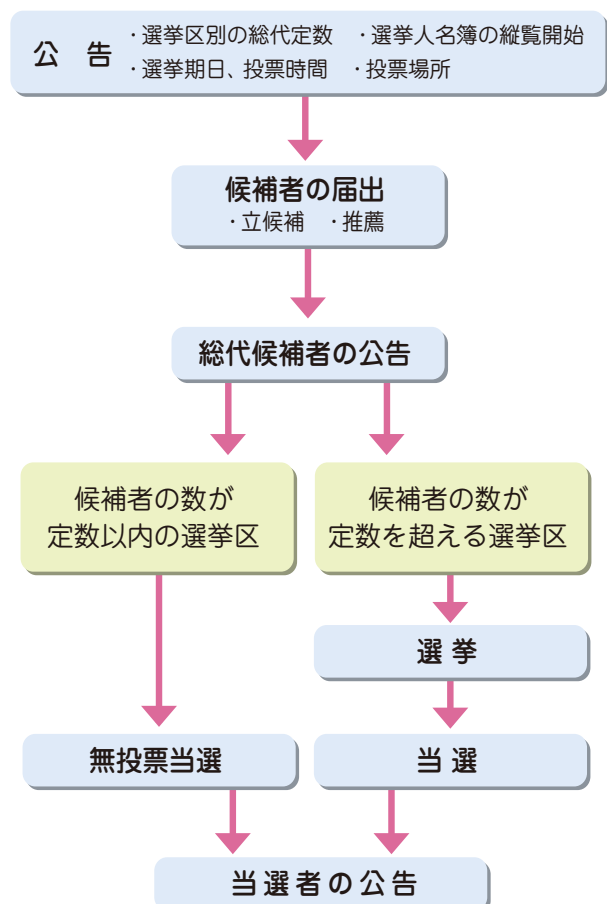 公告
・選挙区別の総代定数 ・選挙人名簿の縦覧開始
・選挙期日、投票時間 ・投票場所
候補者の届出
・立候補 ・推薦
総代候補者の公告
候補者の数が
定数以内の選挙区
候補者の数が
定数を超える選挙区
選挙
無投票当選
当選
当選者の公告